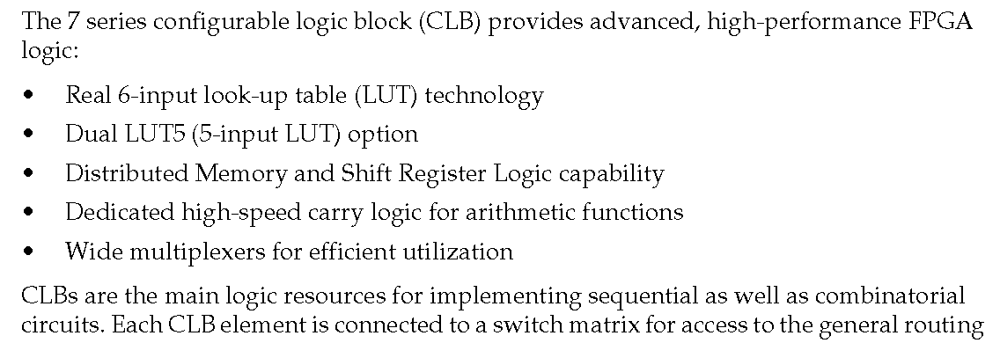 The 7 series configurable logic block (CLB) provides advanced, high-performance FPGA
logic:
• Real 6-input look-up table (LUT) technology
• Dual LUT5 (5-input LUT) option
• Distributed Memory and Shift Register Logic capability
• Dedicated high-speed carry logic for arithmetic functions
• Wide multiplexers for efficient utilization
CLBs are the main logic resources for implementing sequential as well as combinatorial
circuits. Each CLB element is connected to a switch matrix for access to the general routing